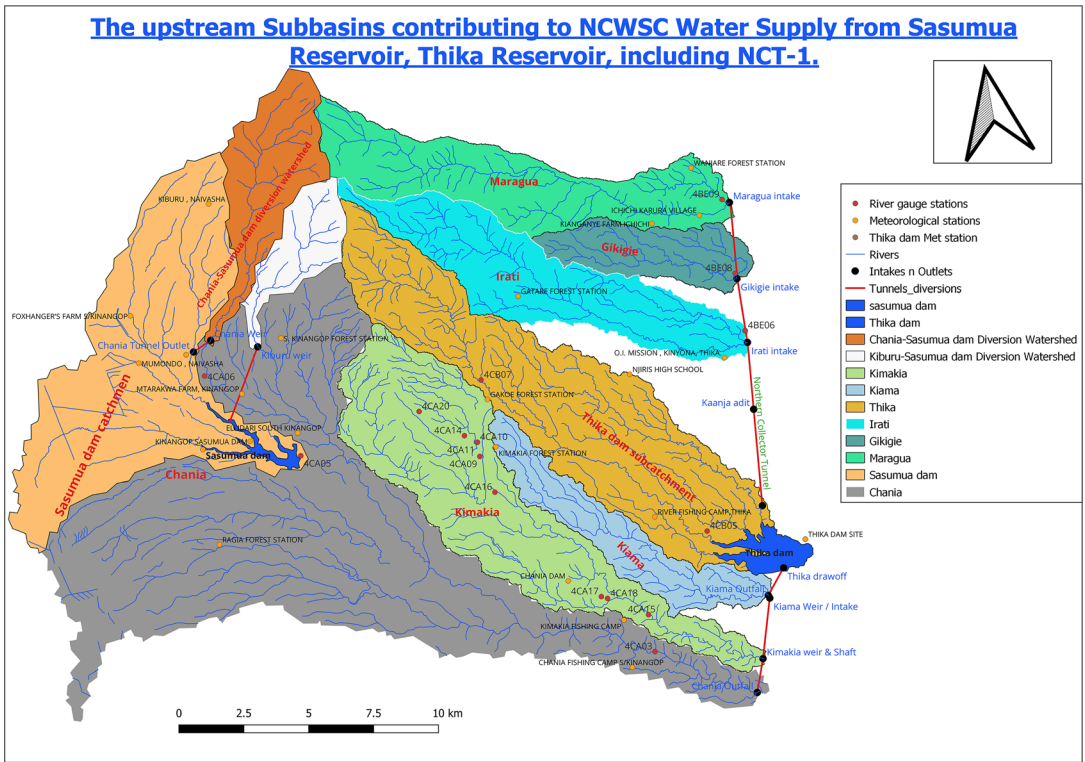 The upstream Subbasins contributing to NCWSC Water Supply from Sasumua
Reservoir, Thika Reservoir, including NCT-1.
WANJARE FOREST STATION
Maragua
4BE09
Maragua intake
KIBURU , NAIVASHA
Chania-Sasumua dam diversion watershed
ICHICHI KARURA VILLAGE
KIANGANYE FARM ICHICHI
Gikigie
4BE08
Gikigie intake
Irati
GATARE FOREST STATION
FOXHANGER'S FARM S/KINANGOP
4BE06
Chania Weir
S. KINANGOP FOREST STATION
Chania Tunnel Outlet
Kiburu weir
O.I. MISSION , KINYONA, THIKA
Irati intake
MUMONDO , NAIVASHA
NJIRIS HIGH SCHOOL
4CA06
4CB07
MTARAKWA FARM, KINANGOP
GAKOE FOREST STATION
Kaanja adit
Northern Collector Tunnel
4CA20
Sasumua dam catchmen
Thika dam subcatchment
ELDIDARI SOUTH KINANGOP
4CA14
4CA10
KINANGOP SASUMUA DAM
4CA11
KIMAKIA FOREST STATION
Sasumua dam
4CA05
4CA09
Chania
4CA16
Kimakia
RIVER FISHING CAMP,THIKA
4CB05
THIKA DAM SITE
RAGIA FOREST STATION
Kiama
Thika dam
CHANIA DAM
Thika drawoff
4CA17
4CA18
Kiama Outfall
4CA15
Kiama Weir / Intake
KIMAKIA FISHING CAMP
4CA03
Kimakia weir & Shaft
CHANIA FISHING CAMP S/KINANGOP
Chania Outfall
0 2.5 5 7.5 10 km
River gauge stations
Meteorological stations
Thika dam Met station
Rivers
Intakes n Outlets
Tunnels_diversions
sasumua dam
Thika dam
Chania-Sasumua dam Diversion Watershed
Kiburu-Sasumua dam Diversion Watershed
Kimakia
Kiama
Thika
Irati
Gikigie
Maragua
Sasumua dam
Chania